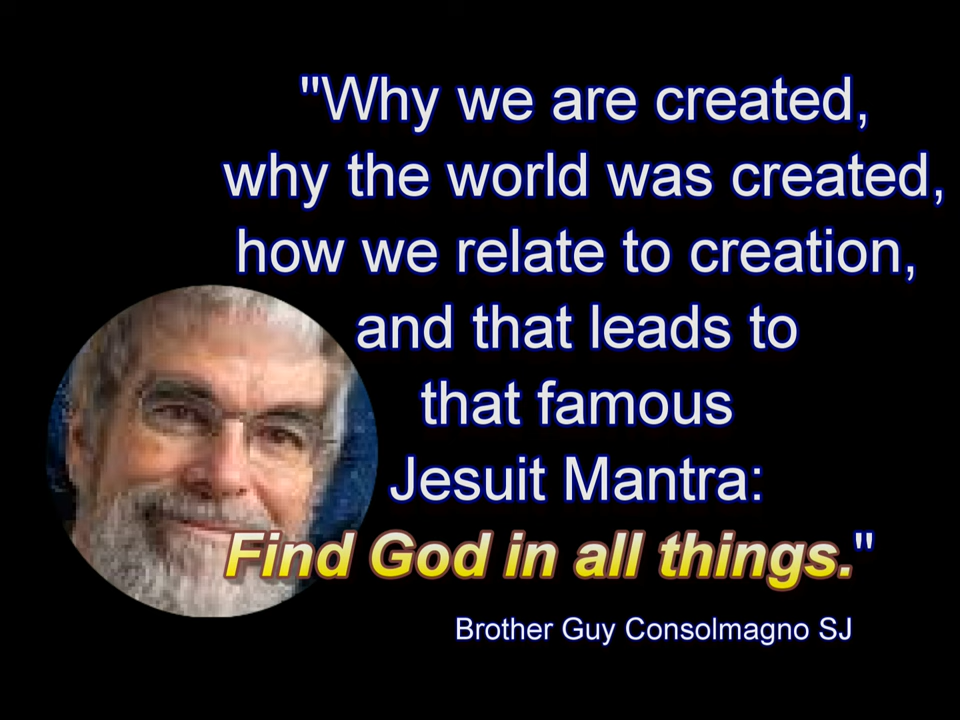 "Why we are created,
why the world was created,
how we relate to creation,
and that leads to
that famous
Jesuit Mantra:
Find God in all things."
Brother Guy Consolmagno SJ